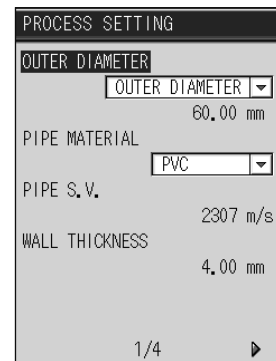 PROCESS SETTING
OUTER DIAMETER
OUTER DIAMETER
60.00 mm
PIPE MATERIAL
PVC
PIPE S.V.
2307 m/s
WALL THICKNESS
4.00 mm
1/4